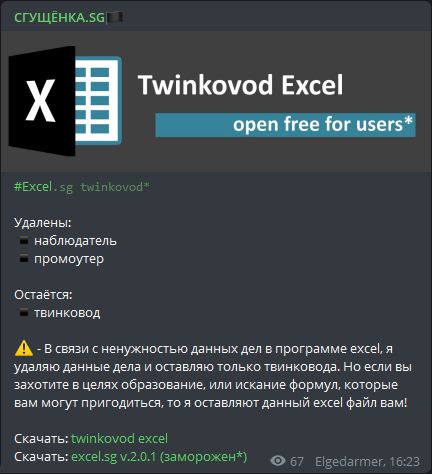 СГУЩЁНКА.SG
X
Twinkovod Excel
open free for users*
#Excel.sg twinkovod*
Удалены:
наблюдатель
промоутер
Остаётся:
твинковод
⚠️ - В связи с ненужностью данных дел в программе excel, я
удаляю данные дела и оставляю только твинковода. Но если вы
захотите в целях образование, или искание формул, которые
вам могут пригодиться, то я оставляют данный excel файл вам!
Скачать: twinkovod excel
Скачать: excel.sg v.2.0.1 (заморожен*)
67 Elgedarmer, 16:23